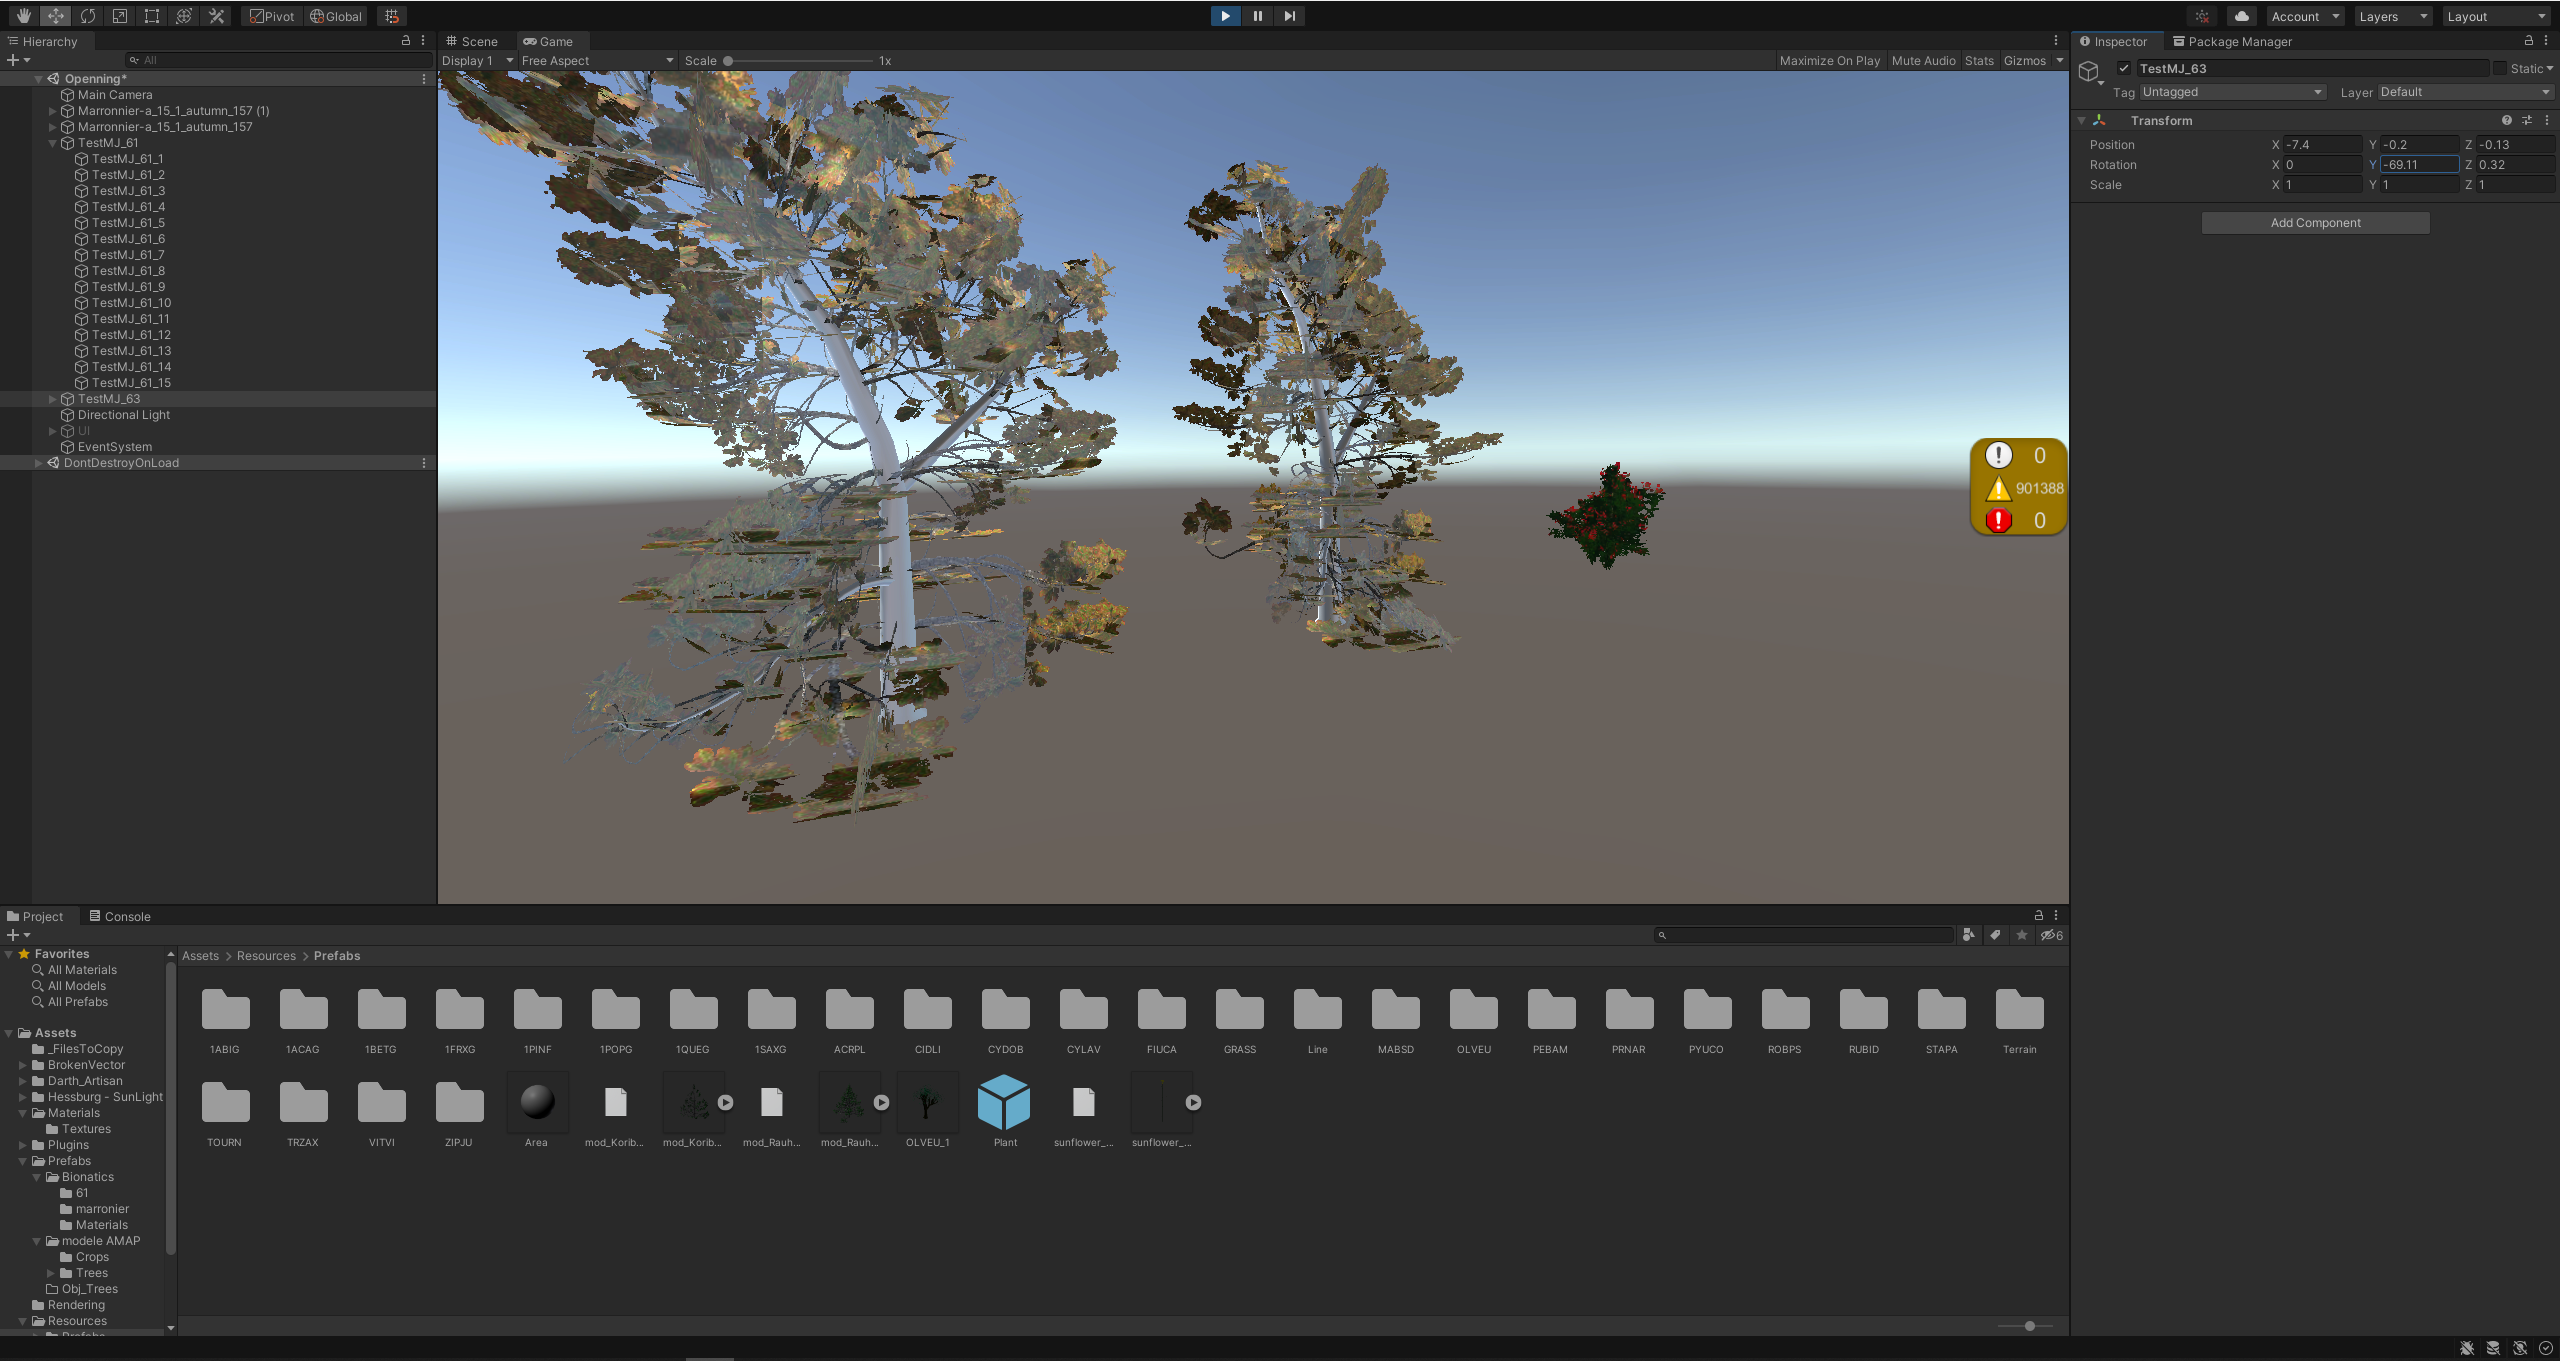 Pivot
Global
Account
Layers
Layout
Hierarchy
All
Openning*
Main Camera
Marronnier-a_15_1_autumn_157 (1)
Marronnier-a_15_1_autumn_157
TestMJ_61
TestMJ_61_1
TestMJ_61_2
TestMJ_61_3
TestMJ_61_4
TestMJ_61_5
TestMJ_61_6
TestMJ_61_7
TestMJ_61_8
TestMJ_61_9
TestMJ_61_10
TestMJ_61_11
TestMJ_61_12
TestMJ_61_13
TestMJ_61_14
TestMJ_61_15
TestMJ_63
Directional Light
UI
EventSystem
DontDestroyOnLoad
Scene
Game
Display 1
Free Aspect
Scale
1x
Maximize On Play
Mute Audio
Stats
Gizmos
0
901388
0
Inspector
Package Manager
TestMJ_63
Static
Tag Untagged
Layer Default
Transform
Position X -7.4 Y -0.2 Z -0.13
Rotation X 0 Y -69.11 Z 0.32
Scale X 1 Y 1 Z 1
Add Component
Project
Console
6
Favorites
All Materials
All Models
All Prefabs
Assets
_FilesToCopy
BrokenVector
Darth_Artisan
Hessburg - SunLight
Materials
Textures
Plugins
Prefabs
Bionatics
61
marronier
Materials
modele AMAP
Crops
Trees
Obj_Trees
Rendering
Resources
Assets > Resources > Prefabs
1ABIG
1ACAG
1BETG
1FRXG
1PINF
1POPG
1QUEG
1SAXG
ACRPL
CIDLI
CYDOB
CYLAV
FIUCA
GRASS
Line
MABSD
OLVEU
PEBAM
PRNAR
PYUCO
ROBPS
RUBID
STAPA
Terrain
TOURN
TRZAX
VITVI
ZIPJU
Area
mod_Korib...
mod_Korib...
mod_Rauh...
mod_Rauh...
OLVEU_1
Plant
sunflower_...
sunflower_...